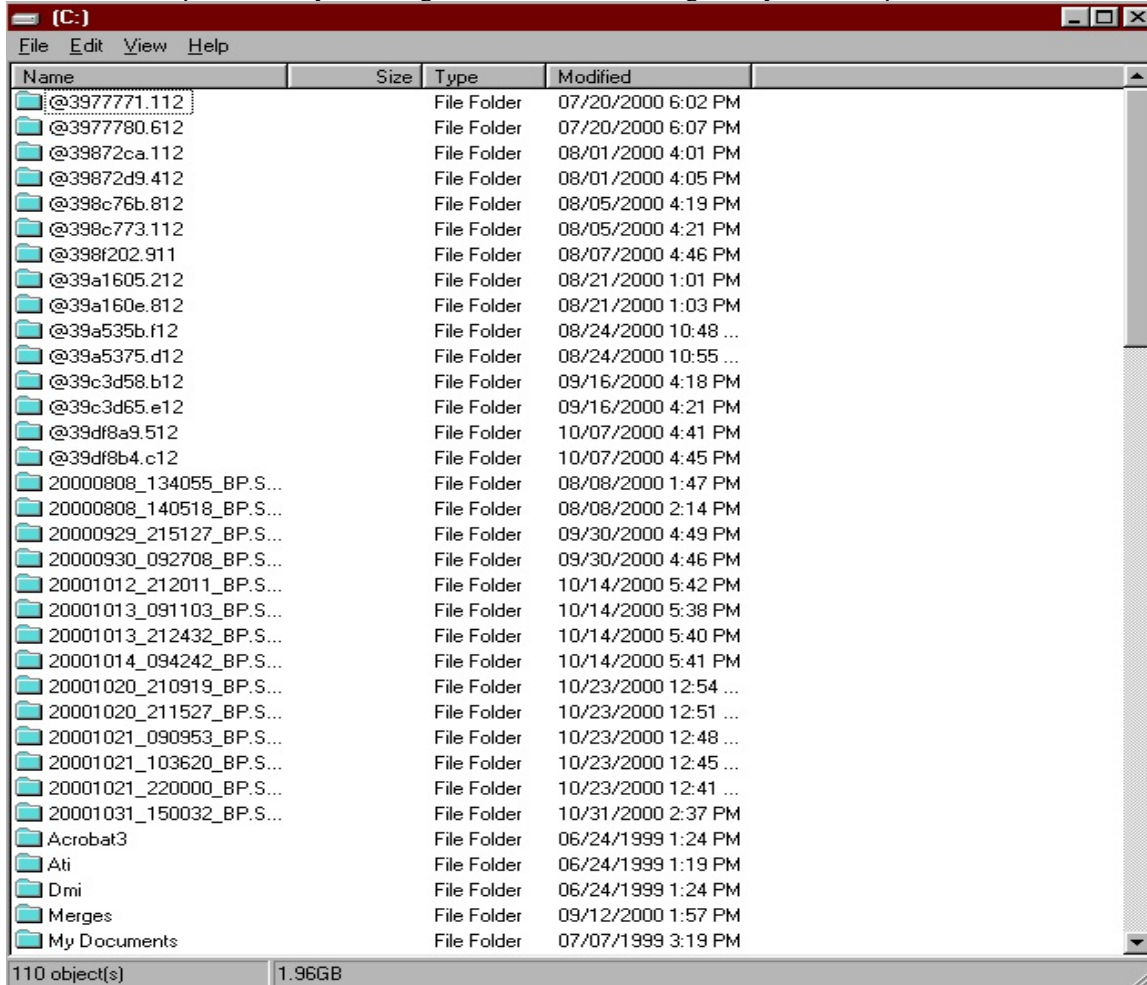 (C:)
File Edit View Help
Name Size Type Modified
@3977771.112 File Folder 07/20/2000 6:02 PM
@3977780.612 File Folder 07/20/2000 6:07 PM
@39872ca.112 File Folder 08/01/2000 4:01 PM
@39872d9.412 File Folder 08/01/2000 4:05 PM
@398c76b.812 File Folder 08/05/2000 4:19 PM
@398c773.112 File Folder 08/05/2000 4:21 PM
@398f202.911 File Folder 08/07/2000 4:46 PM
@39a1605.212 File Folder 08/21/2000 1:01 PM
@39a160e.812 File Folder 08/21/2000 1:03 PM
@39a535b.f12 File Folder 08/24/2000 10:48 ...
@39a5375.d12 File Folder 08/24/2000 10:55 ...
@39c3d58.b12 File Folder 09/16/2000 4:18 PM
@39c3d65.e12 File Folder 09/16/2000 4:21 PM
@39df8a9.512 File Folder 10/07/2000 4:41 PM
@39df8b4.c12 File Folder 10/07/2000 4:45 PM
20000808_134055_BP.S... File Folder 08/08/2000 1:47 PM
20000808_140518_BP.S... File Folder 08/08/2000 2:14 PM
20000929_215127_BP.S... File Folder 09/30/2000 4:49 PM
20000930_092708_BP.S... File Folder 09/30/2000 4:46 PM
20001012_212011_BP.S... File Folder 10/14/2000 5:42 PM
20001013_091103_BP.S... File Folder 10/14/2000 5:38 PM
20001013_212432_BP.S... File Folder 10/14/2000 5:40 PM
20001014_094242_BP.S... File Folder 10/14/2000 5:41 PM
20001020_210919_BP.S... File Folder 10/23/2000 12:54 ...
20001020_211527_BP.S... File Folder 10/23/2000 12:51 ...
20001021_090953_BP.S... File Folder 10/23/2000 12:48 ...
20001021_103620_BP.S... File Folder 10/23/2000 12:45 ...
20001021_220000_BP.S... File Folder 10/23/2000 12:41 ...
20001031_150032_BP.S... File Folder 10/31/2000 2:37 PM
Acrobat3 File Folder 06/24/1999 1:24 PM
Ati File Folder 06/24/1999 1:19 PM
Dmi File Folder 06/24/1999 1:24 PM
Merges File Folder 09/12/2000 1:57 PM
My Documents File Folder 07/07/1999 3:19 PM
110 object(s) 1.96GB